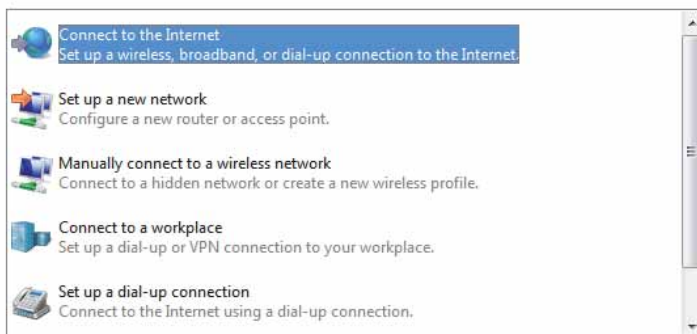 Connect to the Internet
Set up a wireless, broadband, or dial-up connection to the Internet.
Set up a new network
Configure a new router or access point.
Manually connect to a wireless network
Connect to a hidden network or create a new wireless profile.
Connect to a workplace
Set up a dial-up or VPN connection to your workplace.
Set up a dial-up connection
Connect to the Internet using a dial-up connection.